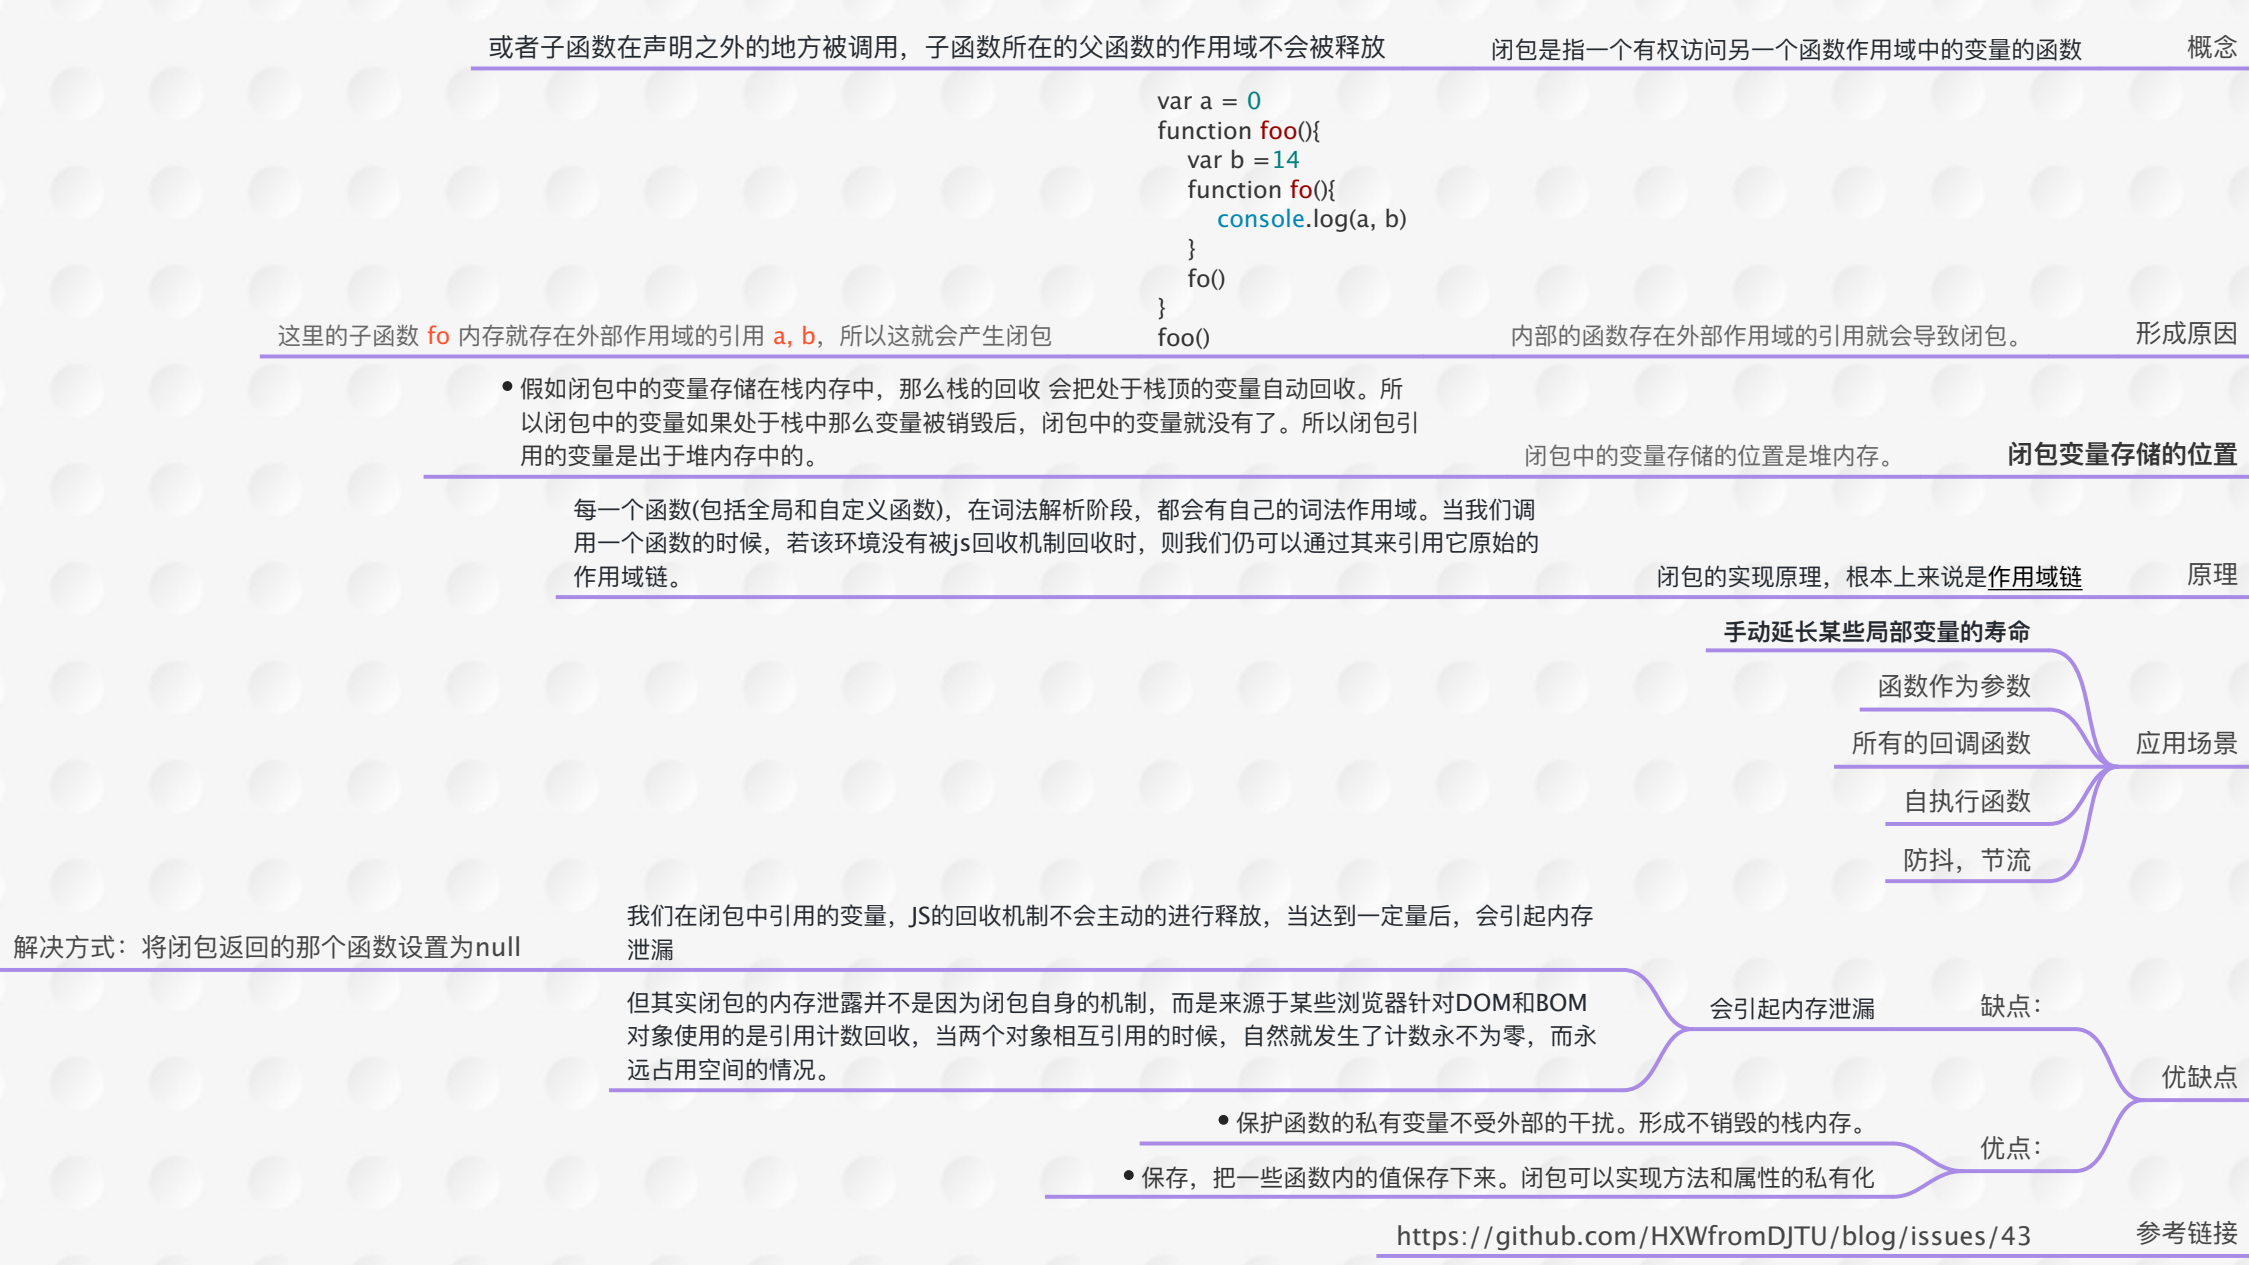 概念
闭包是指一个有权访问另一个函数作用域中的变量的函数
或者子函数在声明之外的地方被调用，子函数所在的父函数的作用域不会被释放
形成原因
内部的函数存在外部作用域的引用就会导致闭包。
var a = 0
function foo(){
var b =14
function fo(){
console.log(a, b)
}
fo()
}
foo()
这里的子函数 fo 内存就存在外部作用域的引用 a, b，所以这就会产生闭包
闭包变量存储的位置
闭包中的变量存储的位置是堆内存。
• 假如闭包中的变量存储在栈内存中，那么栈的回收 会把处于栈顶的变量自动回收。所
以闭包中的变量如果处于栈中那么变量被销毁后，闭包中的变量就没有了。所以闭包引
用的变量是出于堆内存中的。
原理
闭包的实现原理，根本上来说是作用域链
每一个函数(包括全局和自定义函数)，在词法解析阶段，都会有自己的词法作用域。当我们调
用一个函数的时候，若该环境没有被js回收机制回收时，则我们仍可以通过其来引用它原始的
作用域链。
应用场景
手动延长某些局部变量的寿命
函数作为参数
所有的回调函数
自执行函数
防抖，节流
优缺点
缺点：
会引起内存泄漏
我们在闭包中引用的变量，JS的回收机制不会主动的进行释放，当达到一定量后，会引起内存
泄漏
解决方式：将闭包返回的那个函数设置为null
但其实闭包的内存泄露并不是因为闭包自身的机制，而是来源于某些浏览器针对DOM和BOM
对象使用的是引用计数回收，当两个对象相互引用的时候，自然就发生了计数永不为零，而永
远占用空间的情况。
优点：
• 保护函数的私有变量不受外部的干扰。形成不销毁的栈内存。
• 保存，把一些函数内的值保存下来。闭包可以实现方法和属性的私有化
参考链接
https://github.com/HXWfromDJTU/blog/issues/43